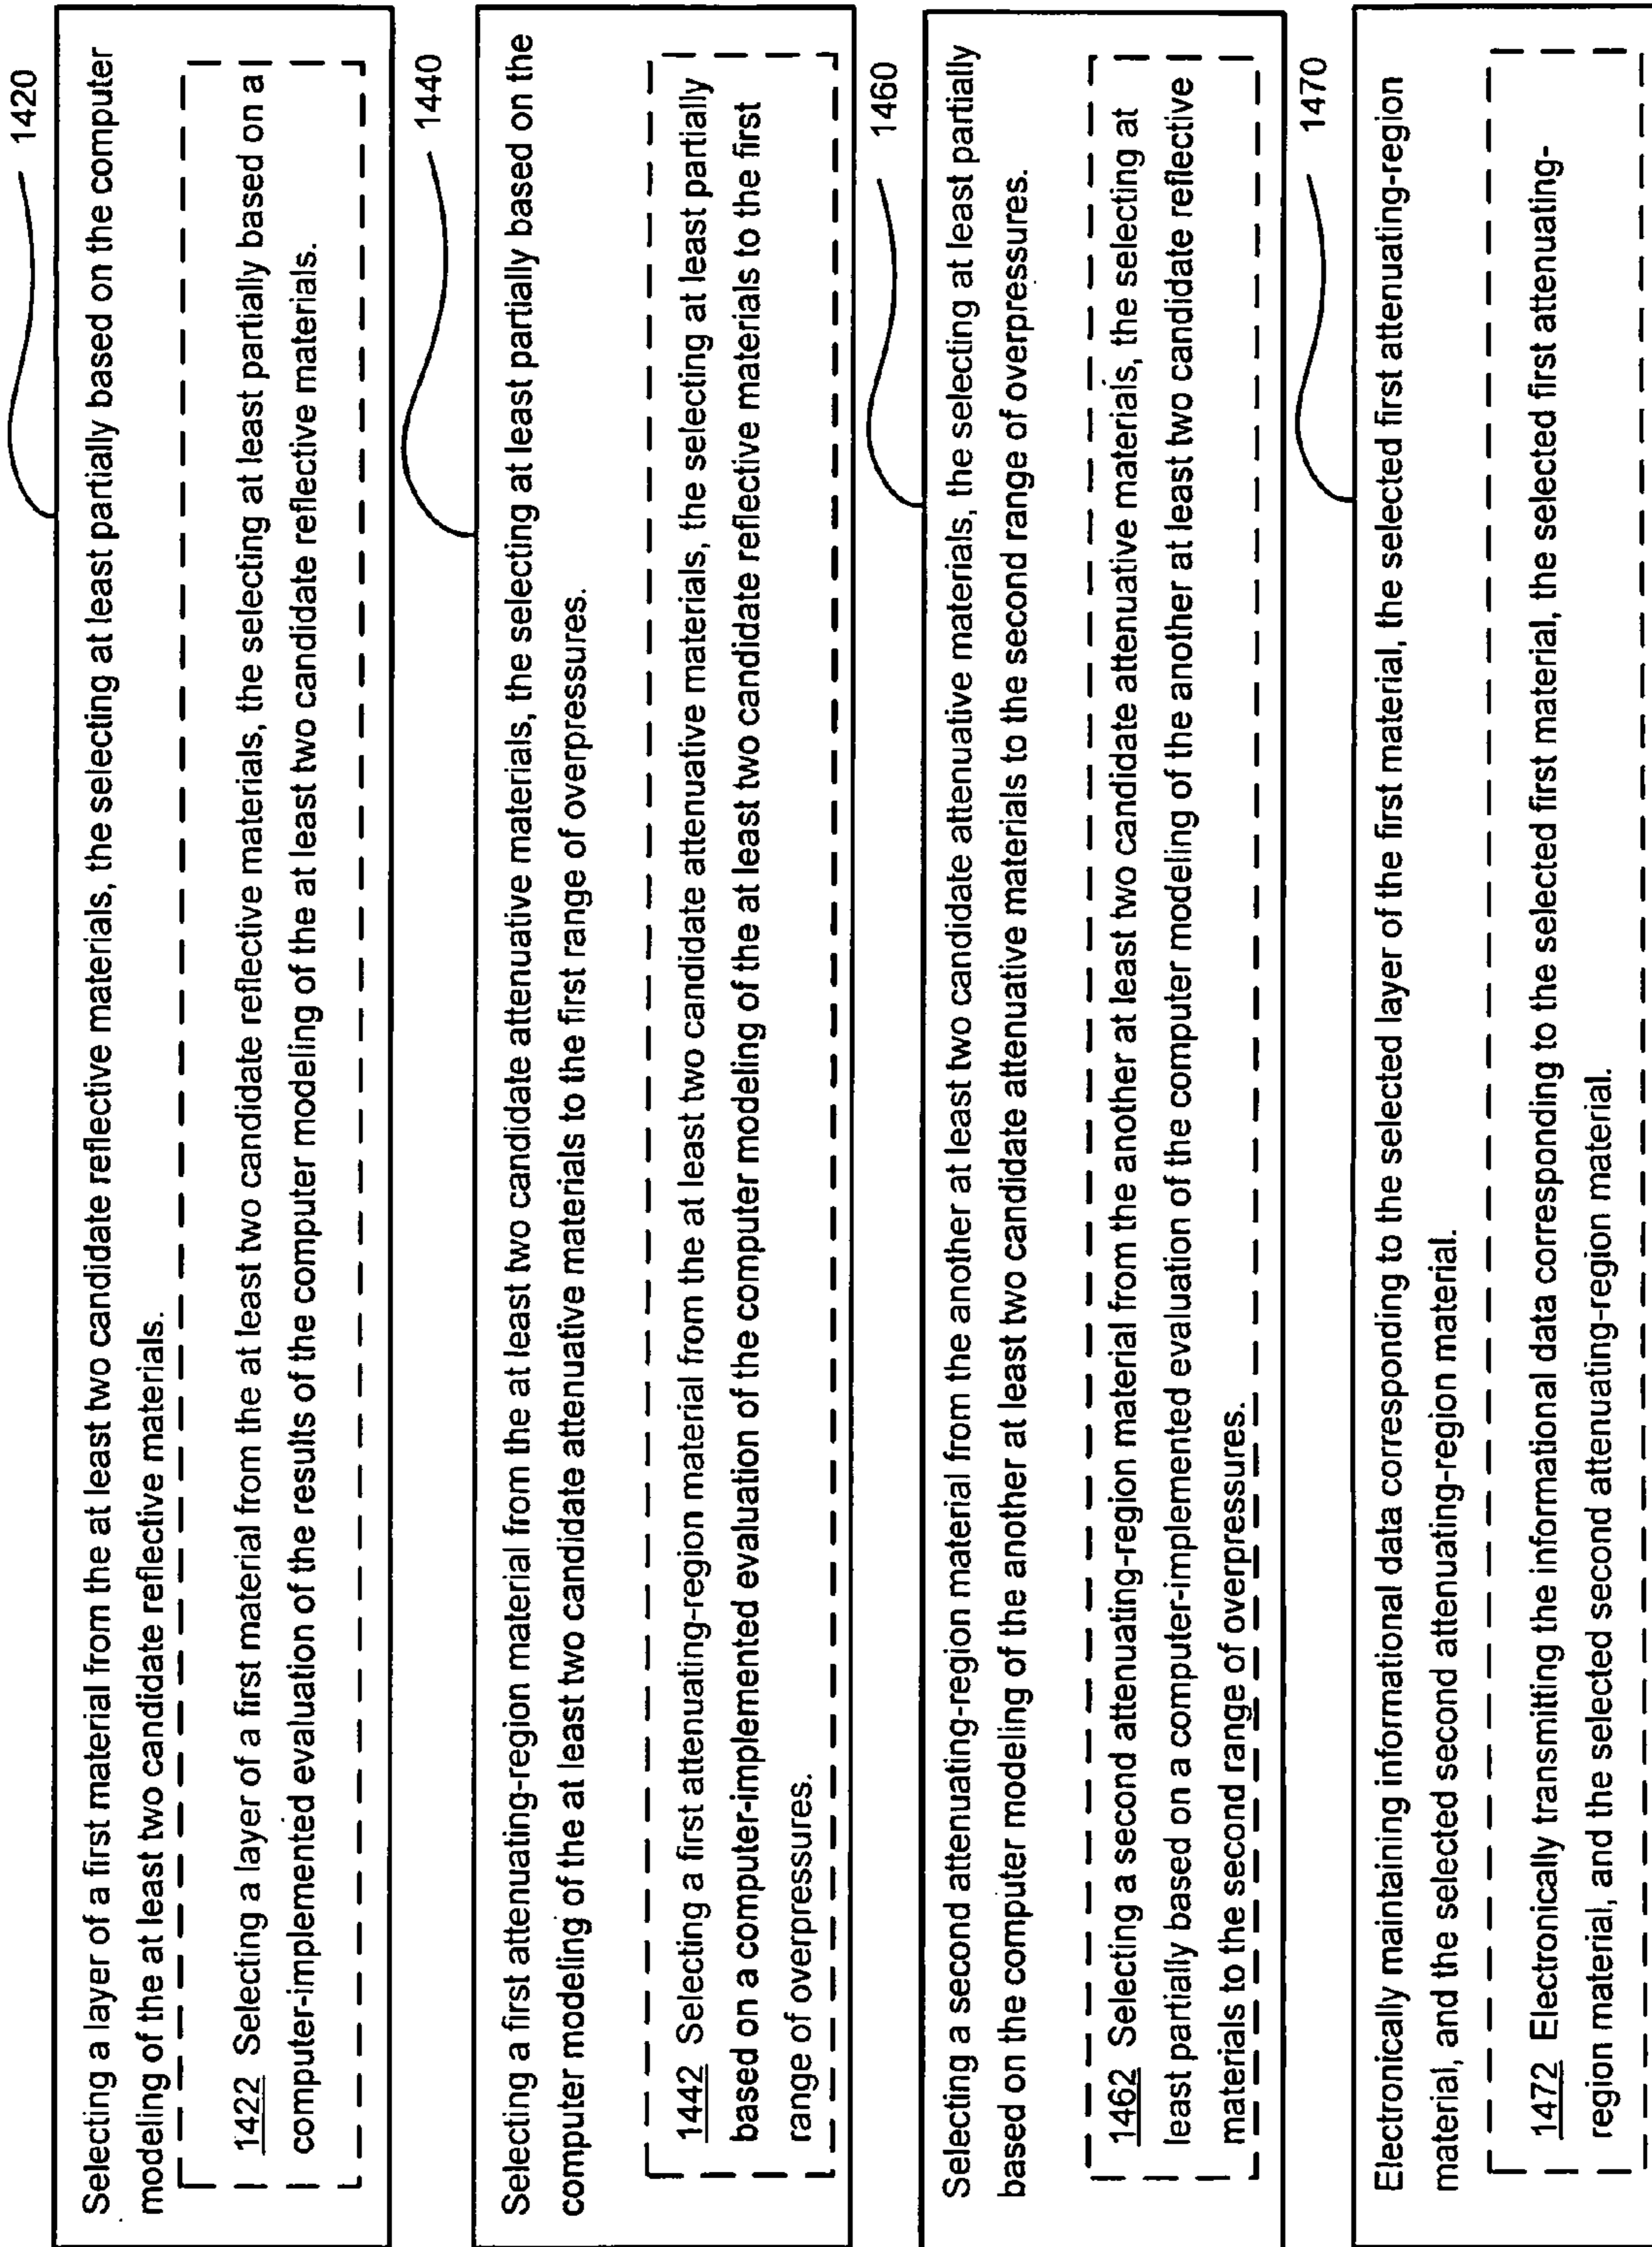 1420
Selecting a layer of a first material from the at least two candidate reflective materials, the selecting at least partially based on the computer
modeling of the at least two candidate reflective materials.
1422 Selecting a layer of a first material from the at least two candidate reflective materials, the selecting at least partially based on a
computer-implemented evaluation of the results of the computer modeling of the at least two candidate reflective materials.
1440
Selecting a first attenuating-region material from the at least two candidate attenuative materials, the selecting at least partially based on the
computer modeling of the at least two candidate attenuative materials to the first range of overpressures.
1442 Selecting a first attenuating-region material from the at least two candidate attenuative materials, the selecting at least partially
based on a computer-implemented evaluation of the computer modeling of the at least two candidate reflective materials to the first
range of overpressures.
1460
Selecting a second attenuating-region material from the another at least two candidate attenuative materials, the selecting at least partially
based on the computer modeling of the another at least two candidate attenuative materials to the second range of overpressures.
1462 Selecting a second attenuating-region material from the another at least two candidate attenuative materials, the selecting at
least partially based on a computer-implemented evaluation of the computer modeling of the another at least two candidate reflective
materials to the second range of overpressures.
1470
Electronically maintaining informational data corresponding to the selected layer of the first material, the selected first attenuating-region
material, and the selected second attenuating-region material.
1472 Electronically transmitting the informational data corresponding to the selected first material, the selected first attenuating-
region material, and the selected second attenuating-region material.